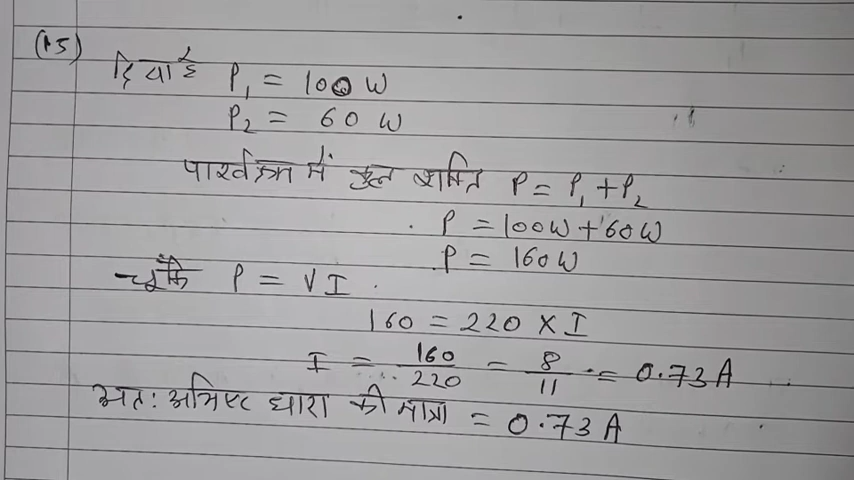 (15)
दिया है P₁ = 100 W
P₂ = 60 W
पार्श्वक्रम में कुल शक्ति P = P₁ + P₂
P = 100W + 60W
P = 160W
चूंकि P = VI.
160 = 220 X I
I = 160/220 = 8/11 = 0.73 A
अत: अभिष्ट धारा की मात्रा = 0.73 A